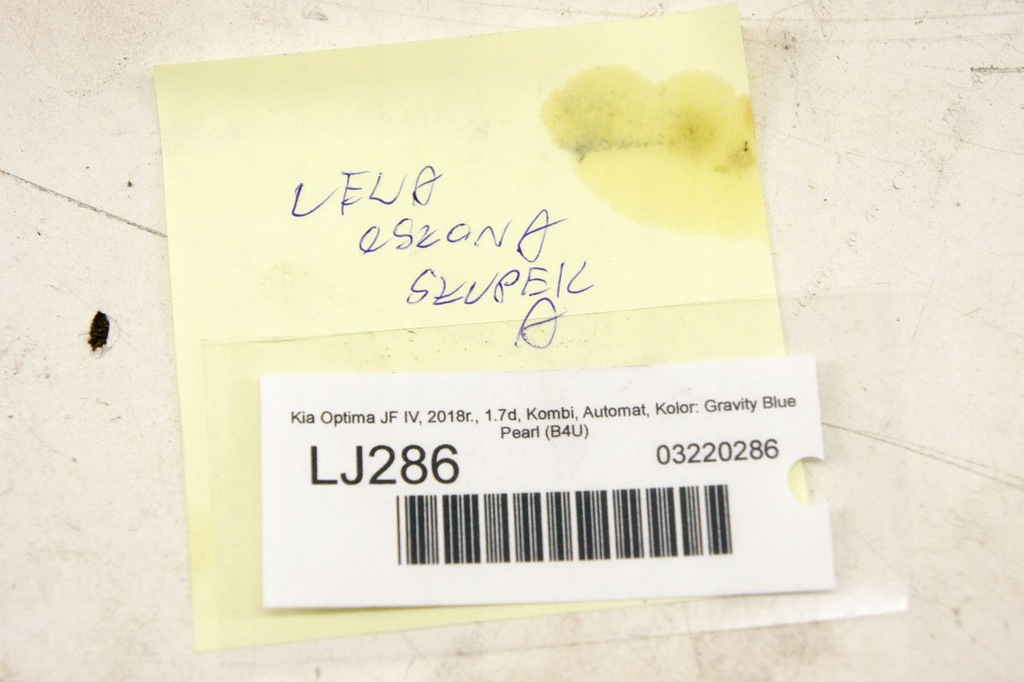 LEWA
OSŁONA
SŁUPEK
A
Kia Optima JF IV, 2018r., 1.7d, Kombi, Automat, Kolor: Gravity Blue
Pearl (B4U)
LJ286
03220286